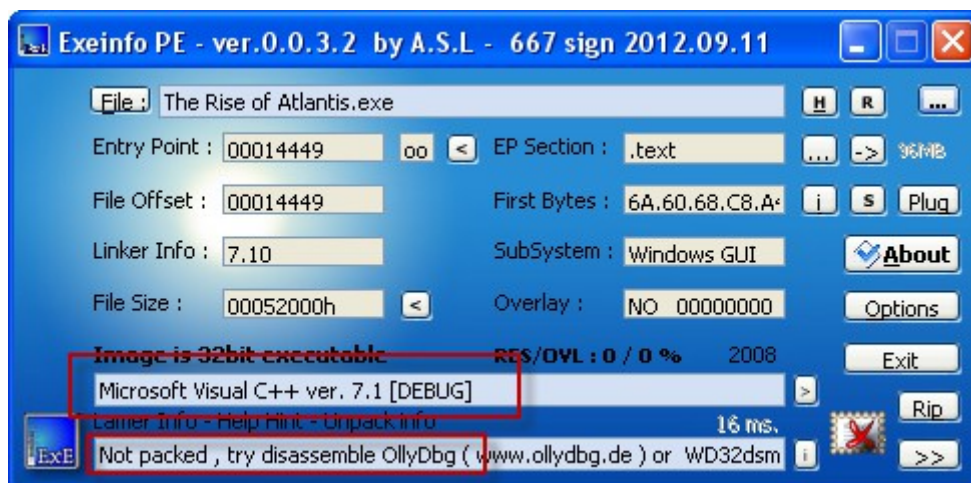 Exeinfo PE - ver.0.0.3.2 by A.S.L - 667 sign 2012.09.11
File : The Rise of Atlantis.exe H R ...
Entry Point : 00014449 oo < EP Section : .text ... -> 96MB
File Offset : 00014449 First Bytes : 6A.60.68.C8.A i S Plug
Linker Info : 7.10 SubSystem : Windows GUI About
File Size : 00052000h < Overlay : NO 00000000 Options
Image is 32bit executable RES/OVL : 0 / 0 % 2008 Exit
Microsoft Visual C++ ver. 7.1 [DEBUG] >
Lamer Info - Help Hint - Unpack info 16 ms. Rip
ExE Not packed , try disassemble OllyDbg ( www.ollydbg.de ) or WD32dsm i >>